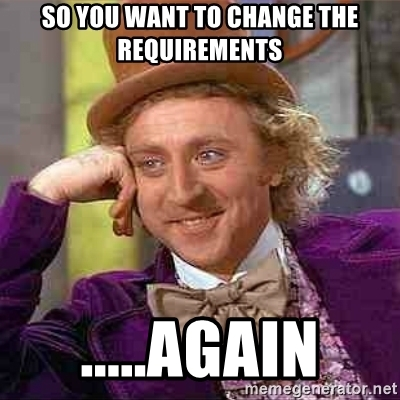 SO YOU WANT TO CHANGE THE
REQUIREMENTS
.....AGAIN
memegenerator.net